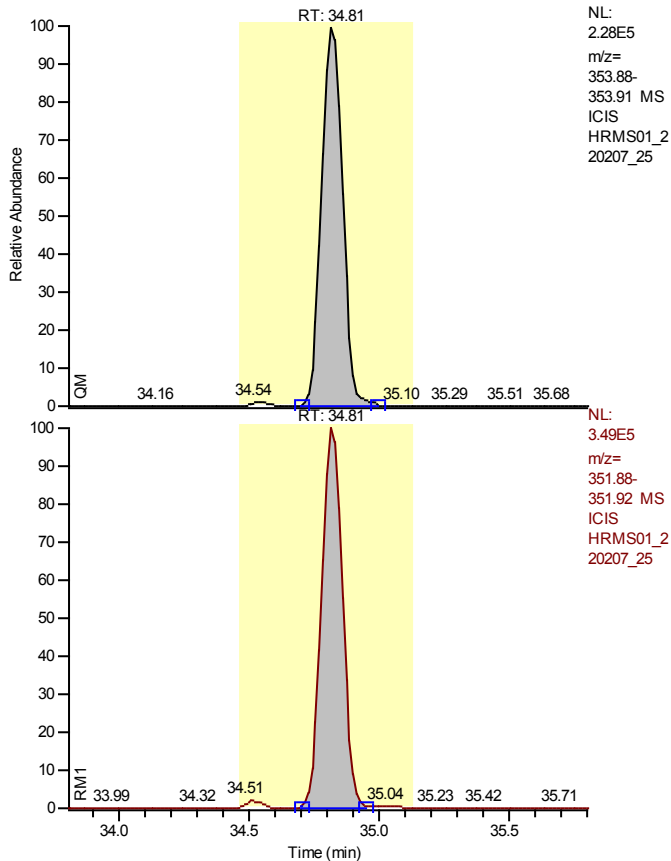 RT: 34.81
NL:
2.28E5
m/z=
353.88-
353.91 MS
ICIS
HRMS01_2
20207_25
100
90
80
70
60
50
40
30
20
10
0
Relative Abundance
QM
34.16 34.54 35.10 35.29 35.51 35.68
RT: 34.81
NL:
3.49E5
m/z=
351.88-
351.92 MS
ICIS
HRMS01_2
20207_25
100
90
80
70
60
50
40
30
20
10
0
RM1
33.99 34.32 34.51 35.04 35.23 35.42 35.71
34.0 34.5 35.0 35.5
Time (min)